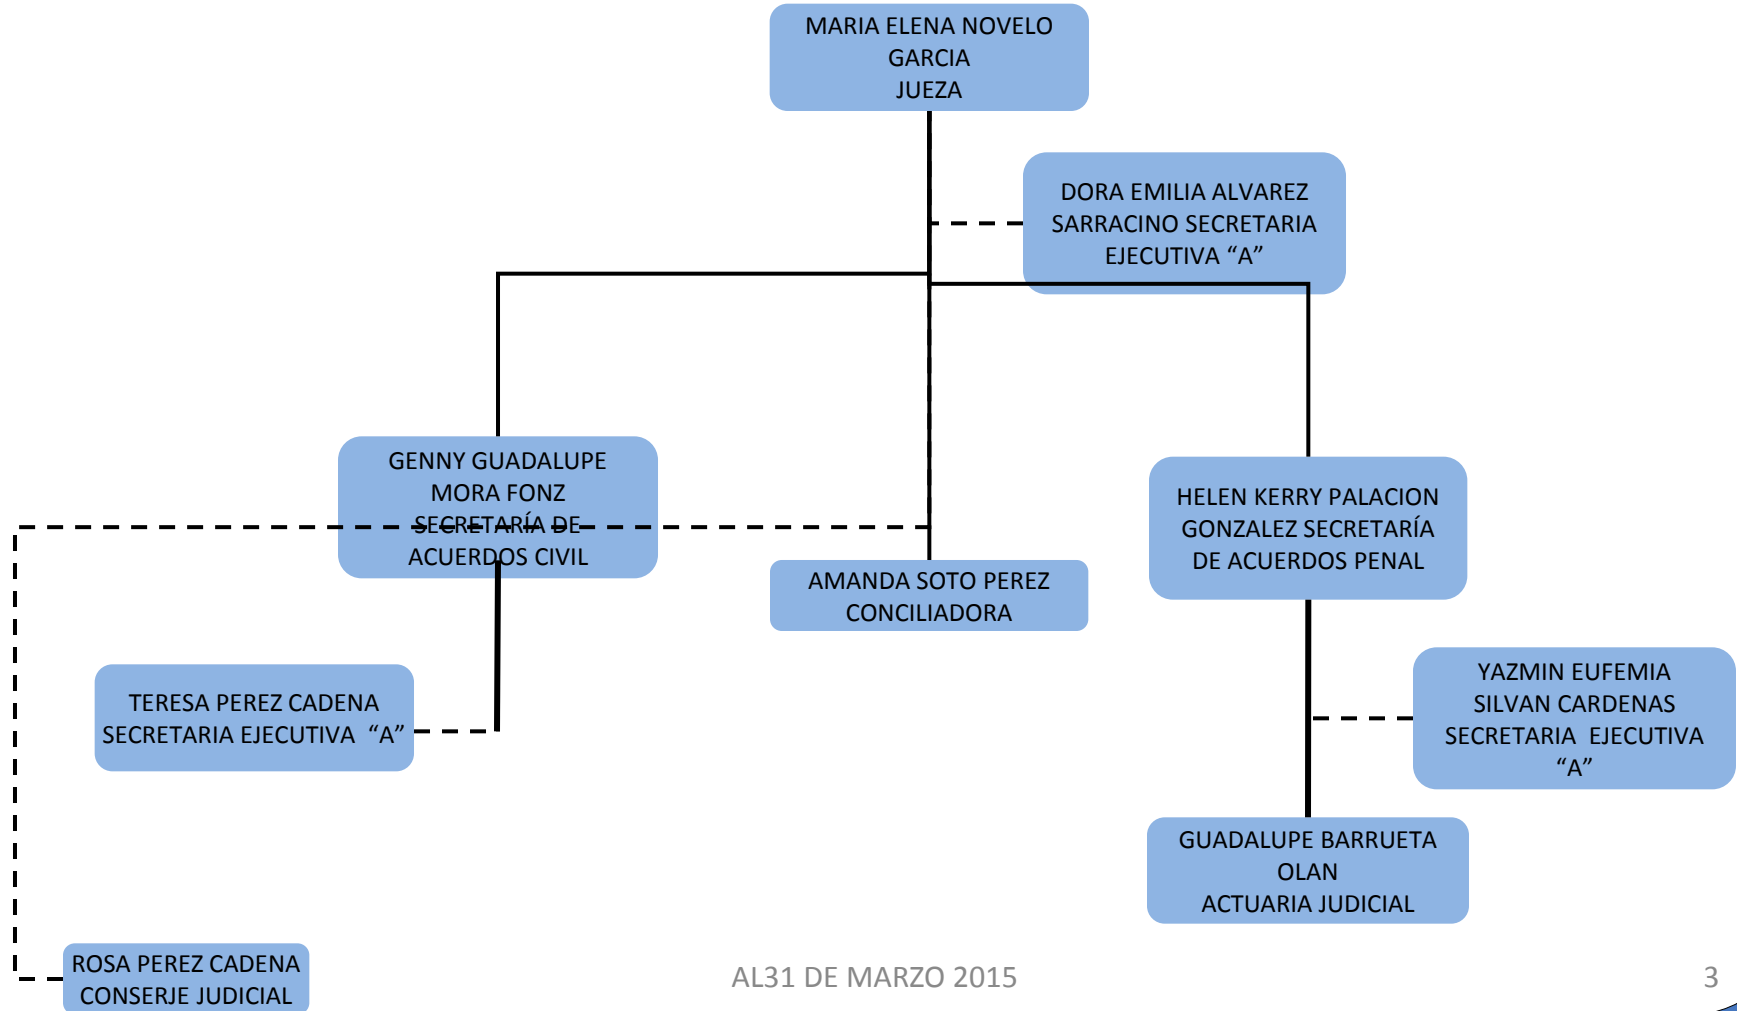 MARIA ELENA NOVELO
GARCIA
JUEZA
DORA EMILIA ALVAREZ
SARRACINO SECRETARIA
EJECUTIVA “A”
GENNY GUADALUPE
MORA FONZ
SECRETARÍA DE
ACUERDOS CIVIL
HELEN KERRY PALACION
GONZALEZ SECRETARÍA
DE ACUERDOS PENAL
AMANDA SOTO PEREZ
CONCILIADORA
TERESA PEREZ CADENA
SECRETARIA EJECUTIVA  “A”
YAZMIN EUFEMIA
SILVAN CARDENAS
SECRETARIA  EJECUTIVA
“A”
GUADALUPE BARRUETA
OLAN
ACTUARIA JUDICIAL
ROSA PEREZ CADENA
CONSERJE JUDICIAL
AL31 DE MARZO 2015
3